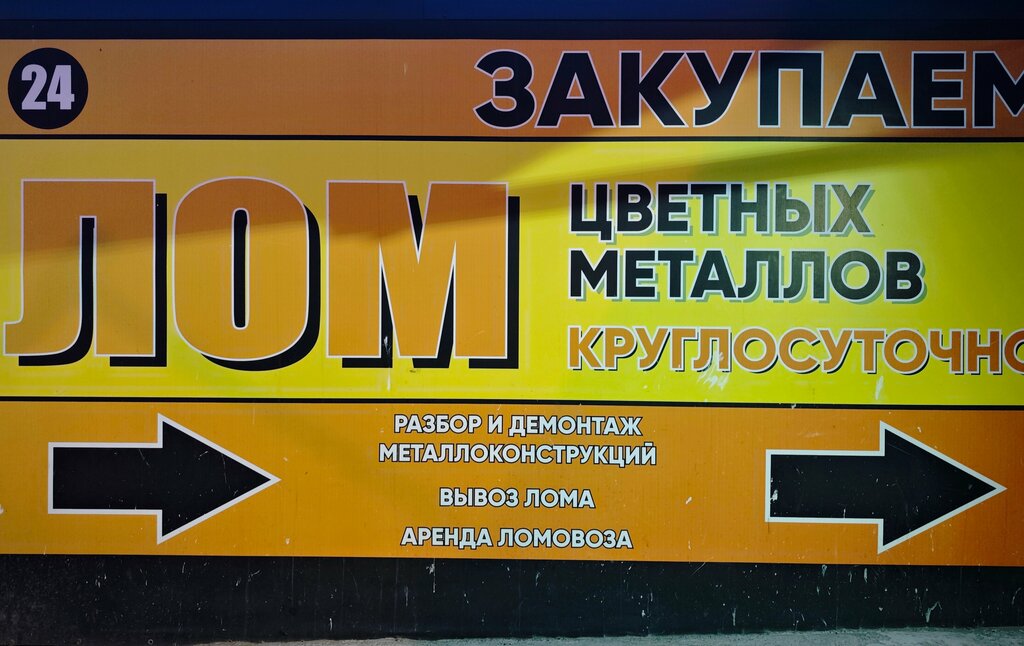 24
ЗАКУПАЕМ
ЛОМ
ЦВЕТНЫХ
МЕТАЛЛОВ
КРУГЛОСУТОЧНО
РАЗБОР И ДЕМОНТАЖ
МЕТАЛЛОКОНСТРУКЦИЙ
ВЫВОЗ ЛОМА
АРЕНДА ЛОМОВОЗА